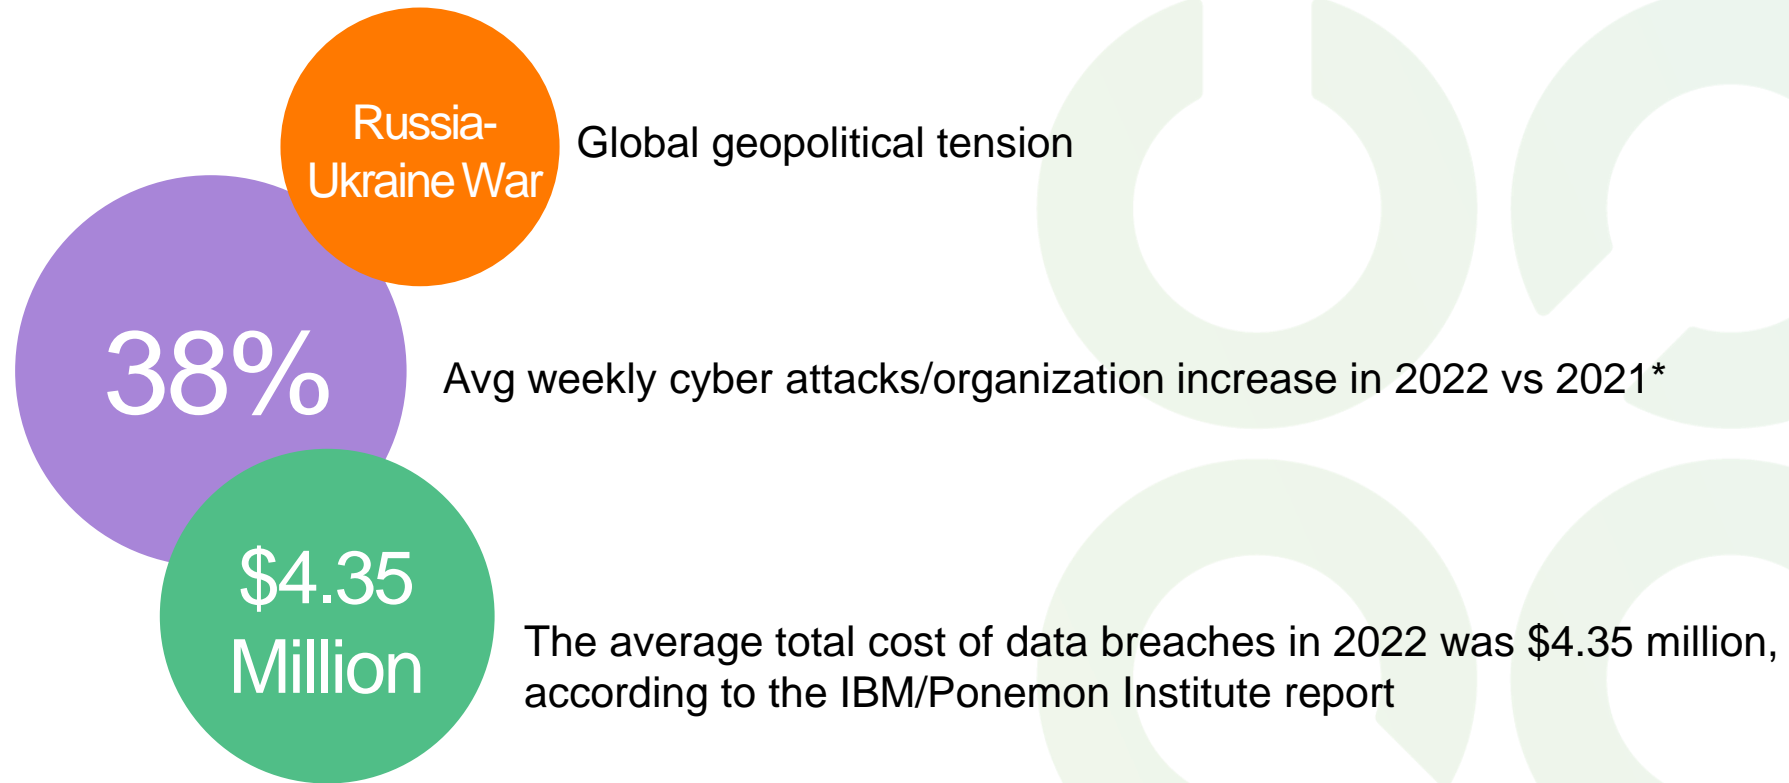 Russia-
Ukraine War
Global geopolitical tension
38%
Avg weekly cyber attacks/organization increase in 2022 vs 2021*
$4.35
Million
The average total cost of data breaches in 2022 was $4.35 million,
according to the IBM/Ponemon Institute report